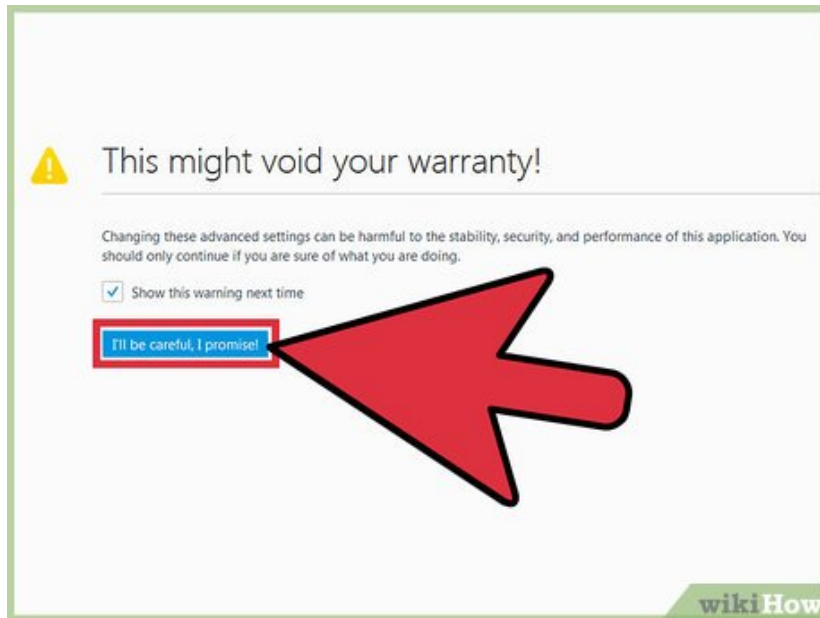 This might void your warranty!
Changing these advanced settings can be harmful to the stability, security, and performance of this application. You
should only continue if you are sure of what you are doing.
Show this warning next time
I'll be careful, I promise!
wikiHow